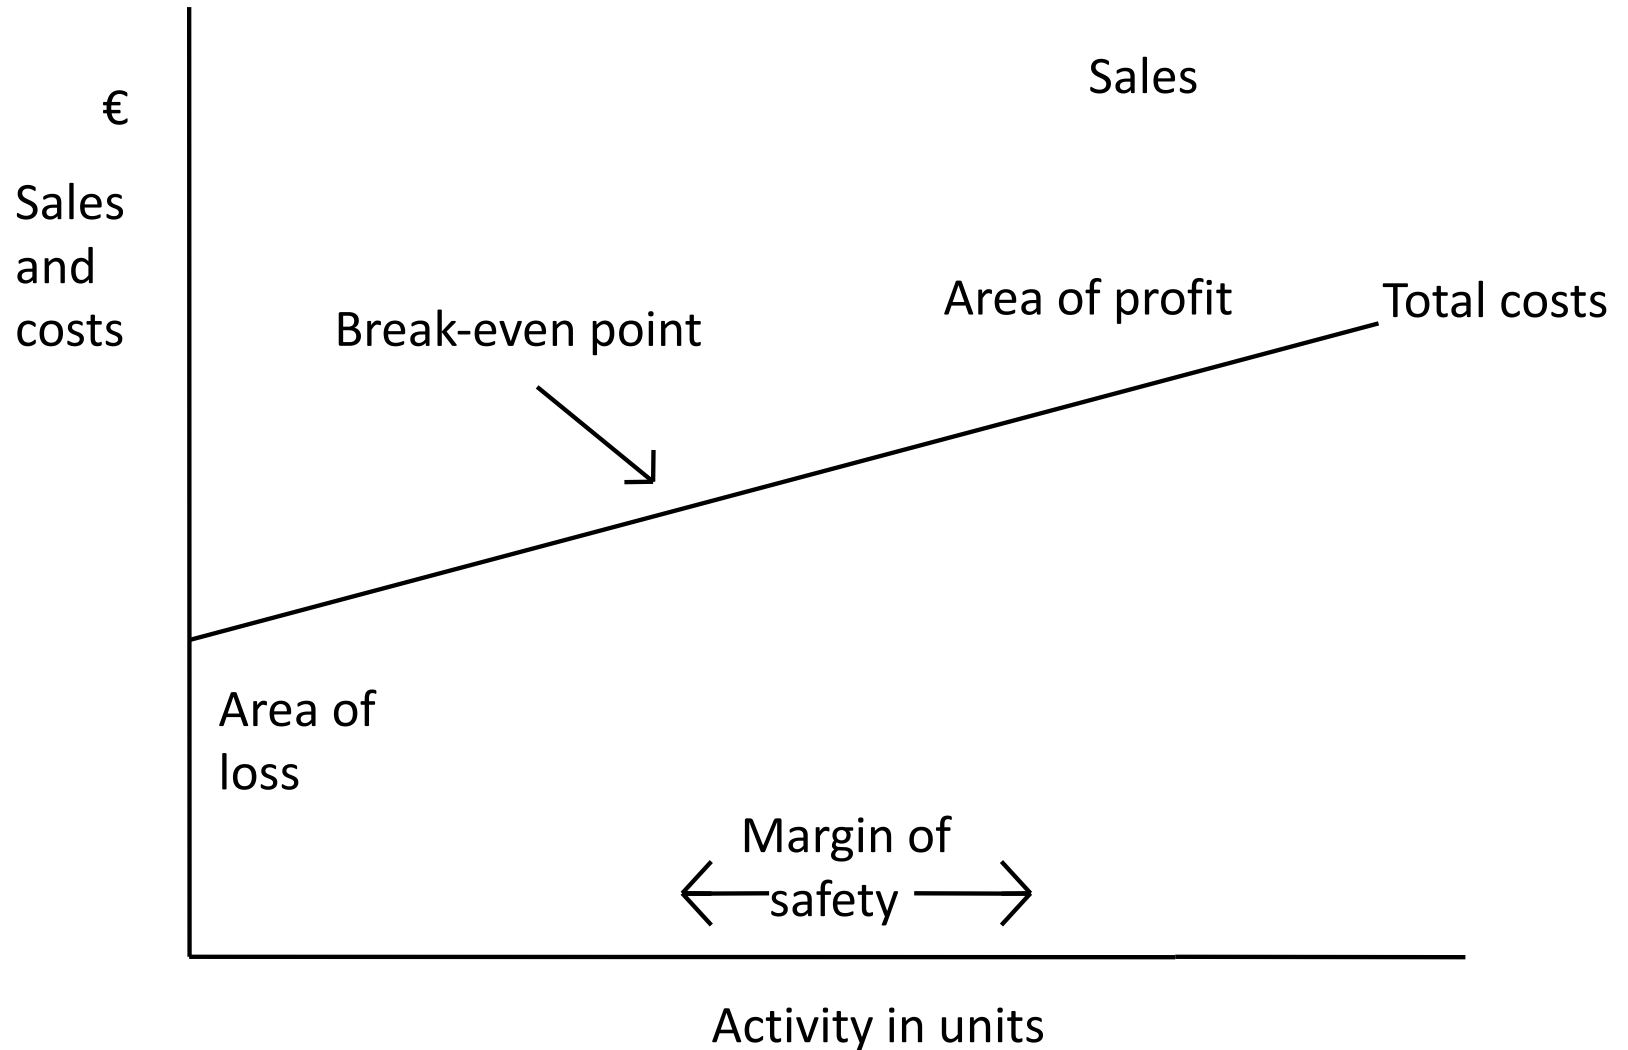 Sales
€
Sales
and
costs
Area of profit
Total costs
Break-even point
Area of
loss
Margin of
safety
Activity in units